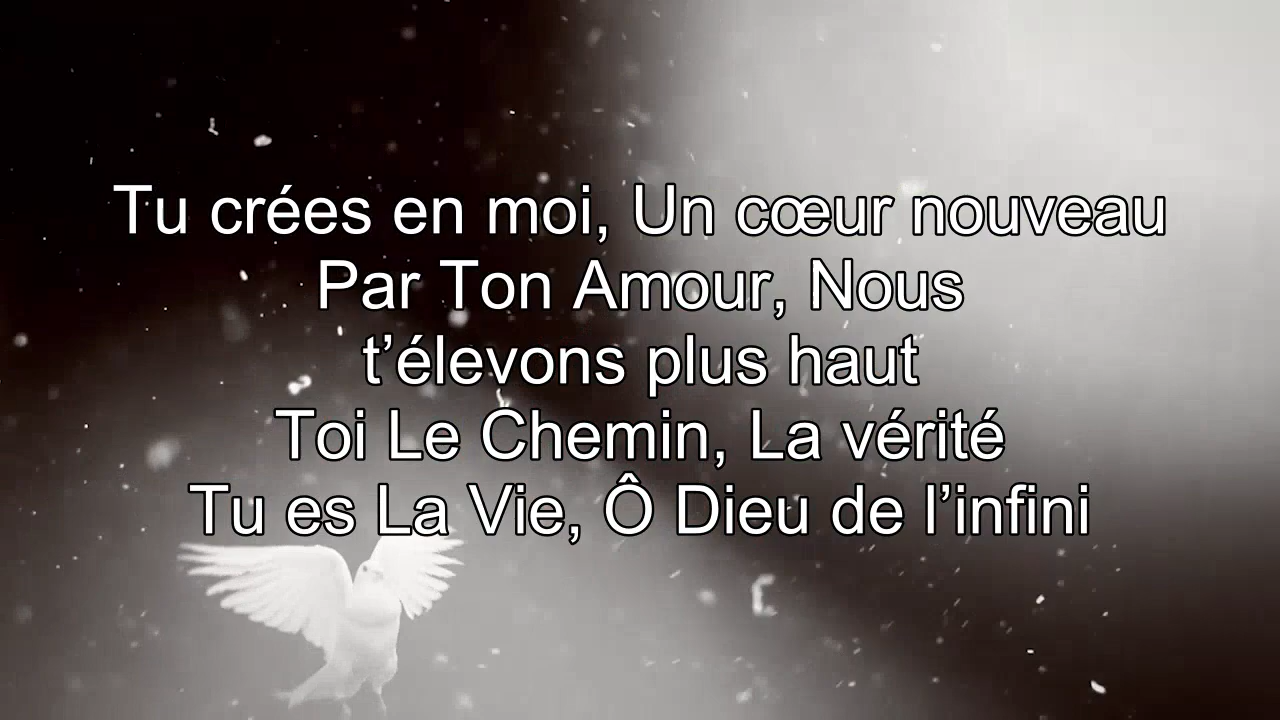 Tu crées en moi, Un cœur nouveau
Par Ton Amour, Nous
t’élevons plus haut
Toi Le Chemin, La vérité
Tu es La Vie, Ô Dieu de l’infini